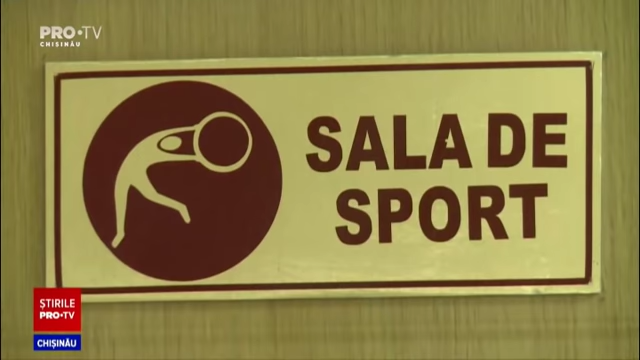 PRO•TV
CHIȘINĂU
SALA DE
SPORT
ȘTIRILE
PRO•TV
CHIȘINĂU